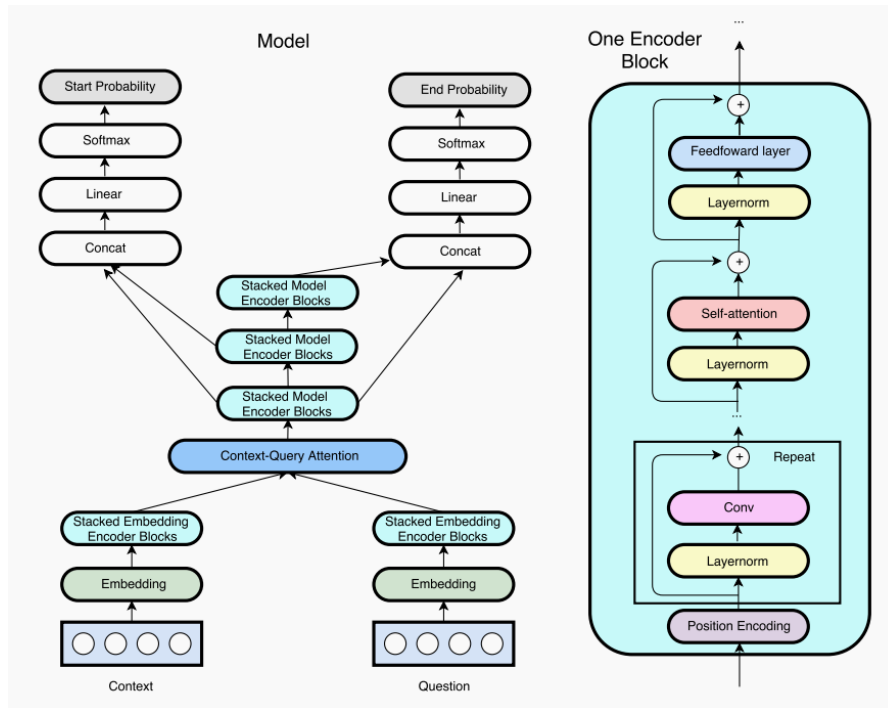 Model
Start Probability
Softmax
Linear
Concat
End Probability
Softmax
Linear
Concat
Stacked Model
Encoder Blocks
Stacked Model
Encoder Blocks
Stacked Model
Encoder Blocks
Context-Query Attention
Stacked Embedding
Encoder Blocks
Stacked Embedding
Encoder Blocks
Embedding
Embedding
Context
Question
One Encoder
Block
...
+
Feedfoward layer
Layernorm
+
Self-attention
Layernorm
...
+
Repeat
Conv
Layernorm
Position Encoding